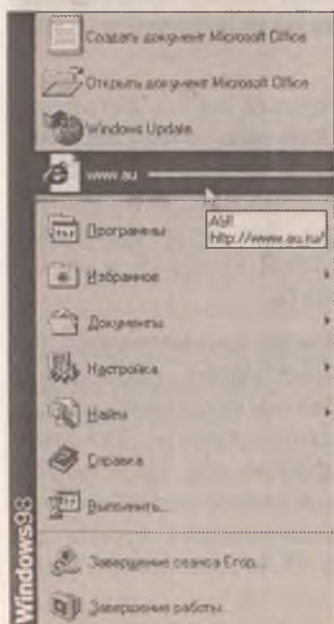 Создать документ Microsoft Office
Открыть документ Microsoft Office
Windows Update
www.au
Программы
АУ!
http://www.au.ru/
Избранное
Документы
Настройка
Найти
Справка
Выполнить...
Завершение сеанса Егор...
Завершение работы...
Windows98